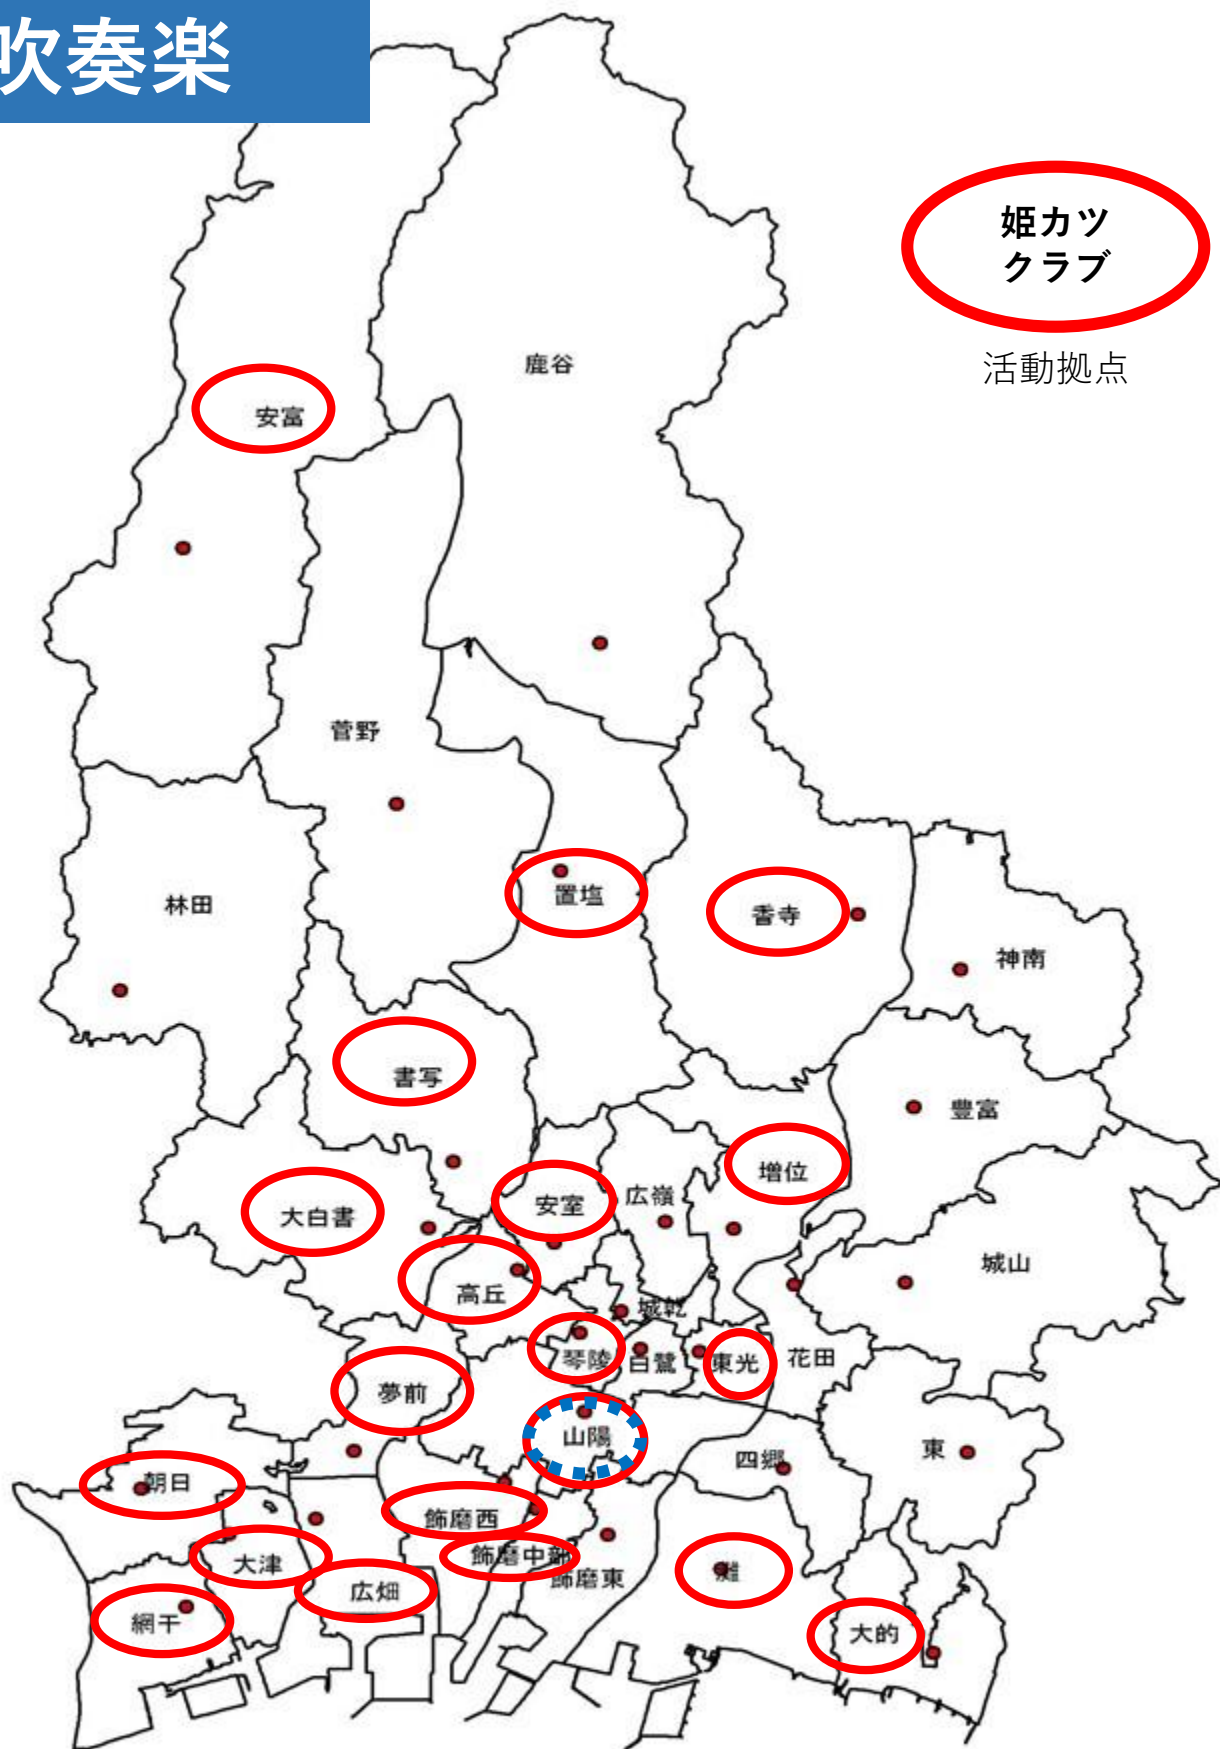 吹奏楽
姫カツ
クラブ
活動拠点
鹿谷
安富
菅野
置塩
林田
香寺
神南
書写
豊富
増位
安室
広嶺
大白書
城山
高丘
城乾
琴陵
白鷺
東光
花田
夢前
山陽
四郷
東
朝日
飾磨西
飾磨中部
大津
飾磨東
灘
広畑
網干
大的